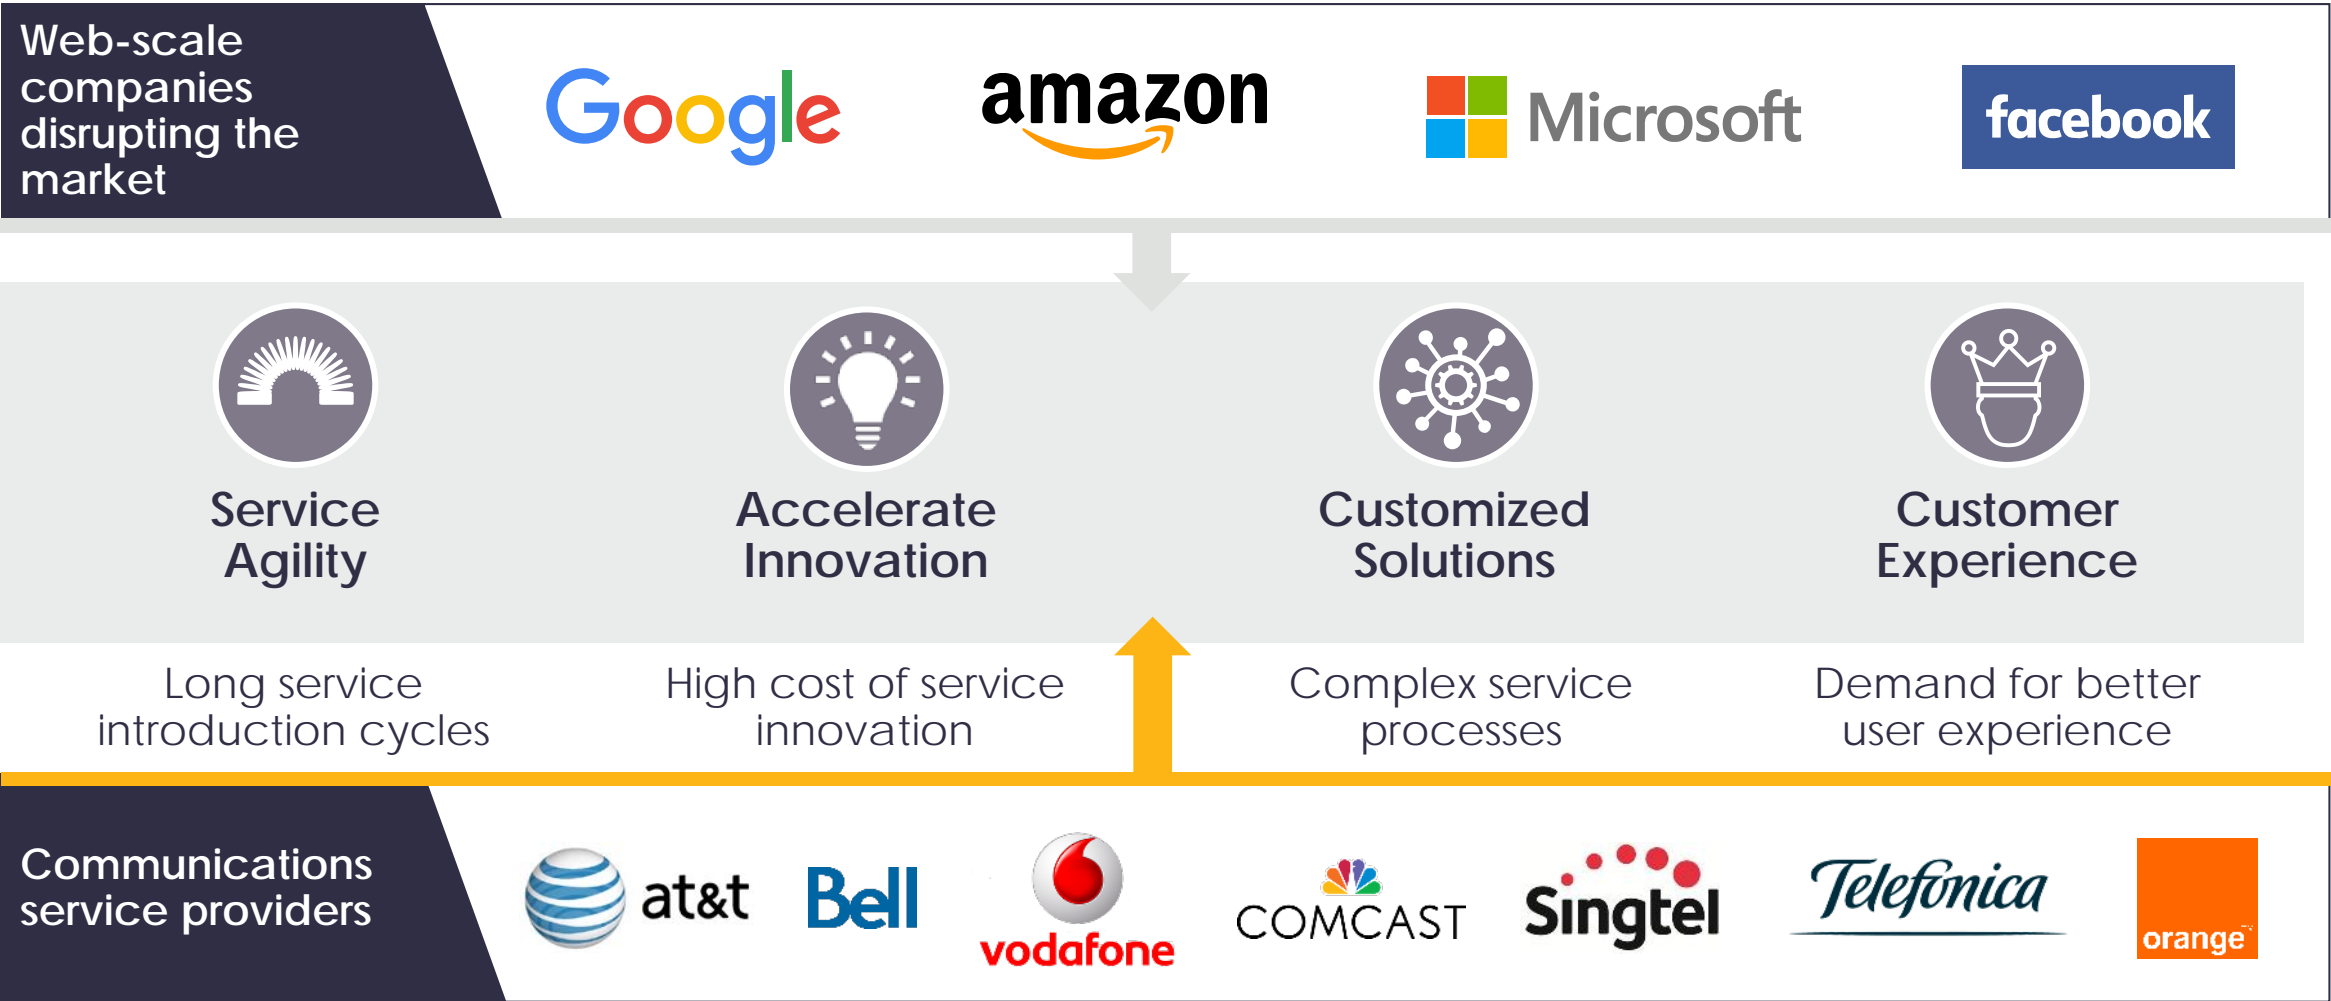 Web-scale
companies
disrupting the
market
Google
amazon
Microsoft
facebook
Service
Agility
Accelerate
Innovation
Customized
Solutions
Customer
Experience
Long service
introduction cycles
High cost of service
innovation
Complex service
processes
Demand for better
user experience
Communications
service providers
at&t
Bell
vodafone
COMCAST
Singtel
Telefónica
orange™